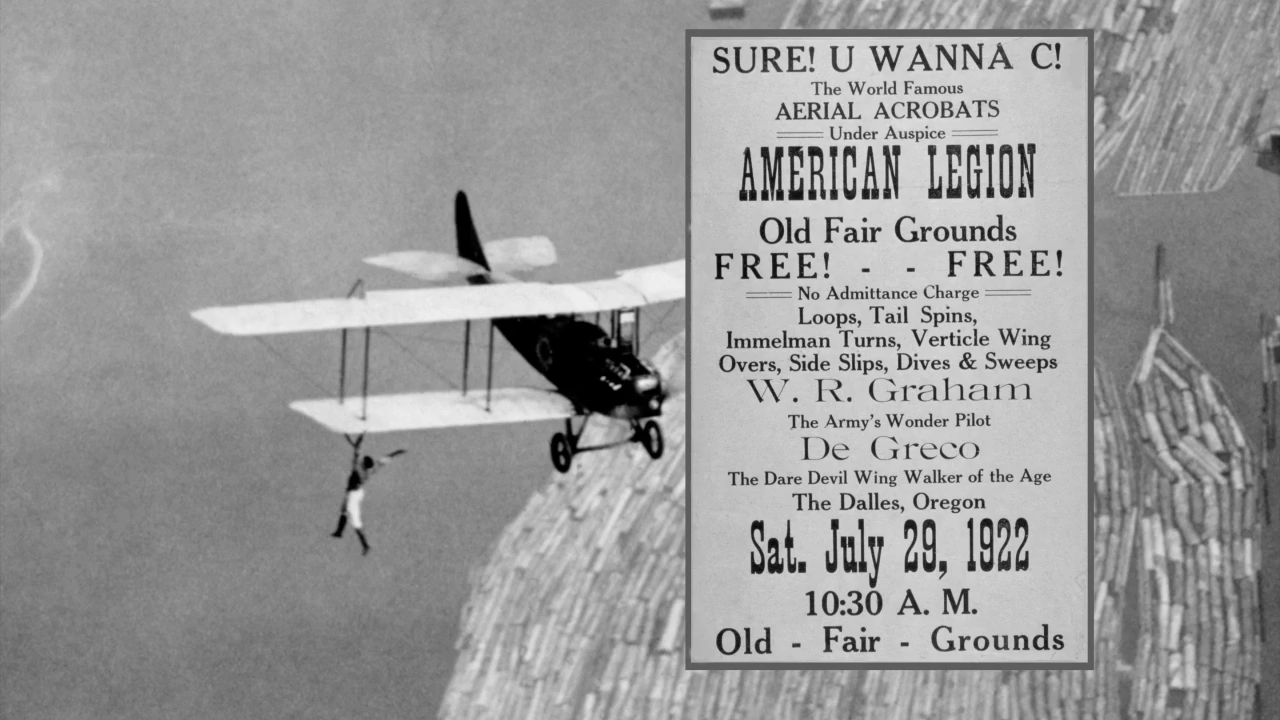 SURE! U WANNA C!
The World Famous
AERIAL ACROBATS
Under Auspice
AMERICAN LEGION
Old Fair Grounds
FREE! - - FREE!
No Admittance Charge
Loops, Tail Spins,
Immelman Turns, Verticle Wing
Overs, Side Slips, Dives & Sweeps
W. R. Graham
The Army's Wonder Pilot
De Greco
The Dare Devil Wing Walker of the Age
The Dalles, Oregon
Sat. July 29, 1922
10:30 A. M.
Old - Fair - Grounds